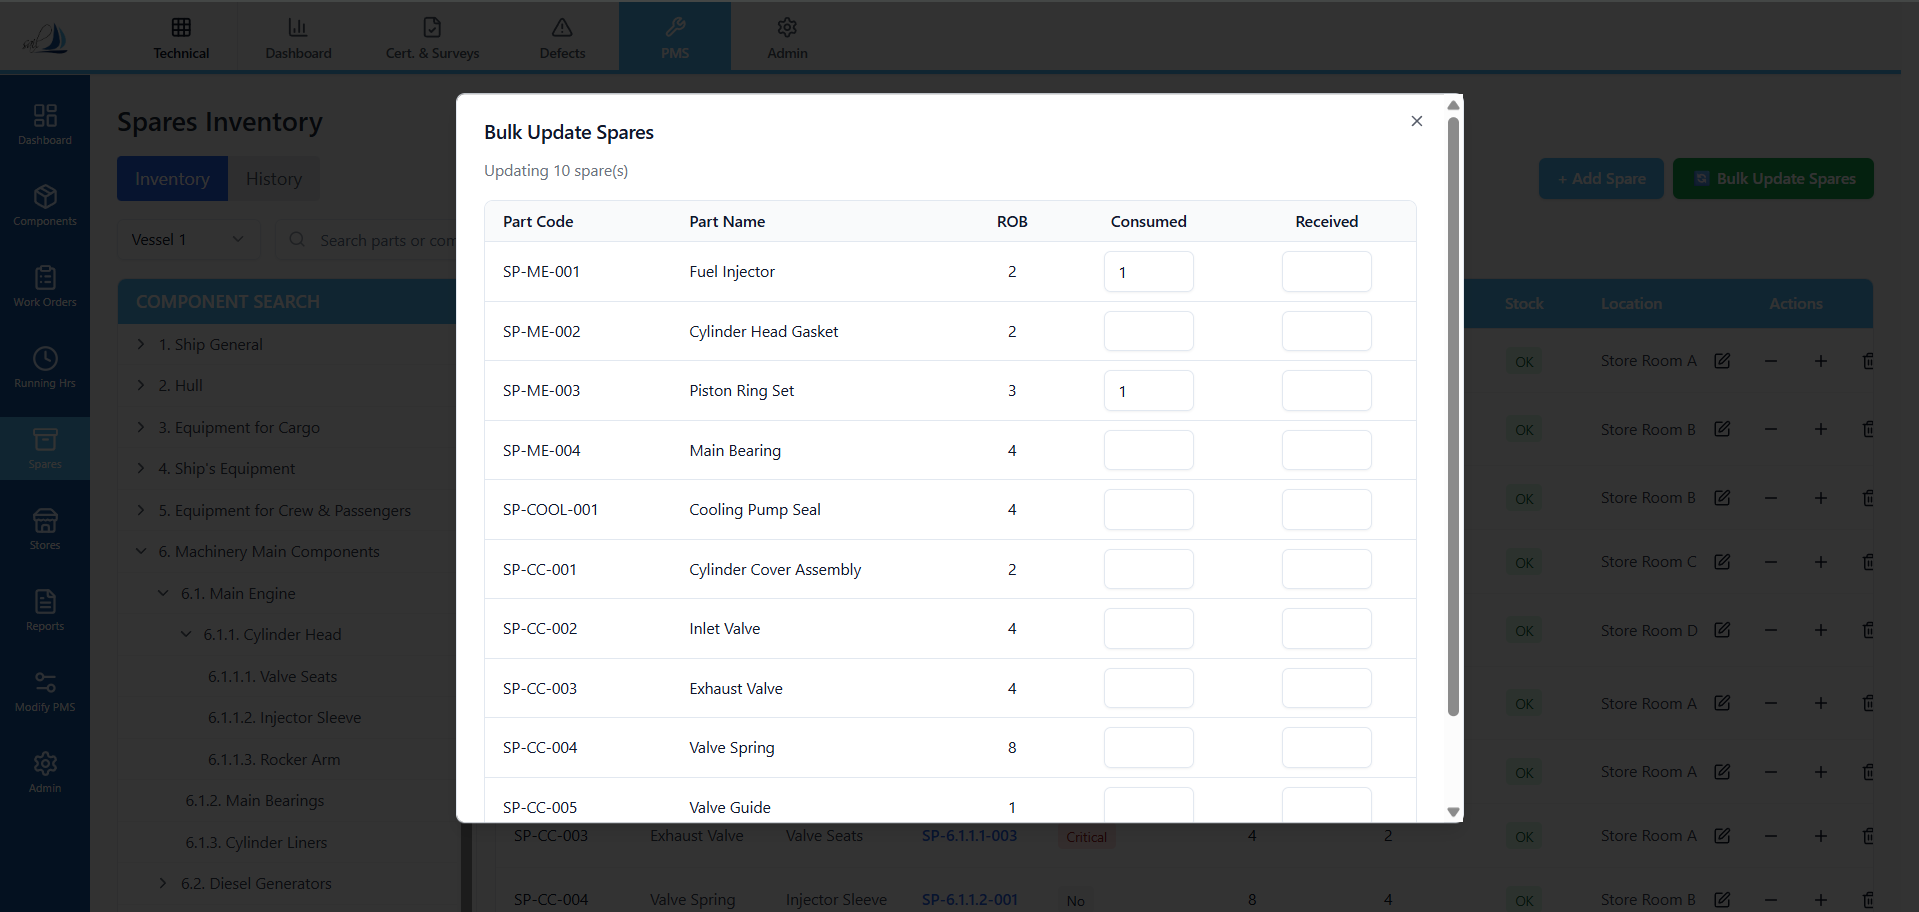 Technical
Dashboard
Cert. & Surveys
Defects
PMS
Admin
Dashboard
Components
Work Orders
Running Hrs
Spares
Stores
Reports
Modify PMS
Admin
Spares Inventory
Inventory History
+ Add Spare
Bulk Update Spares
Vessel 1
Search parts or com
COMPONENT SEARCH
1. Ship General
2. Hull
3. Equipment for Cargo
4. Ship's Equipment
5. Equipment for Crew & Passengers
6. Machinery Main Components
6.1. Main Engine
6.1.1. Cylinder Head
6.1.1.1. Valve Seats
6.1.1.2. Injector Sleeve
6.1.1.3. Rocker Arm
6.1.2. Main Bearings
6.1.3. Cylinder Liners
6.2. Diesel Generators
Bulk Update Spares
Updating 10 spare(s)
Part Code Part Name ROB Consumed Received
SP-ME-001 Fuel Injector 2 1
SP-ME-002 Cylinder Head Gasket 2
SP-ME-003 Piston Ring Set 3 1
SP-ME-004 Main Bearing 4
SP-COOL-001 Cooling Pump Seal 4
SP-CC-001 Cylinder Cover Assembly 2
SP-CC-002 Inlet Valve 4
SP-CC-003 Exhaust Valve 4
SP-CC-004 Valve Spring 8
SP-CC-005 Valve Guide 1
Stock Location Actions
OK Store Room A
OK Store Room B
OK Store Room B
OK Store Room C
OK Store Room D
OK Store Room A
OK Store Room A
SP-CC-003 Exhaust Valve Valve Seats SP-6.1.1.1-003 Critical 4 2 OK Store Room A
SP-CC-004 Valve Spring Injector Sleeve SP-6.1.1.2-001 No 8 4 OK Store Room B